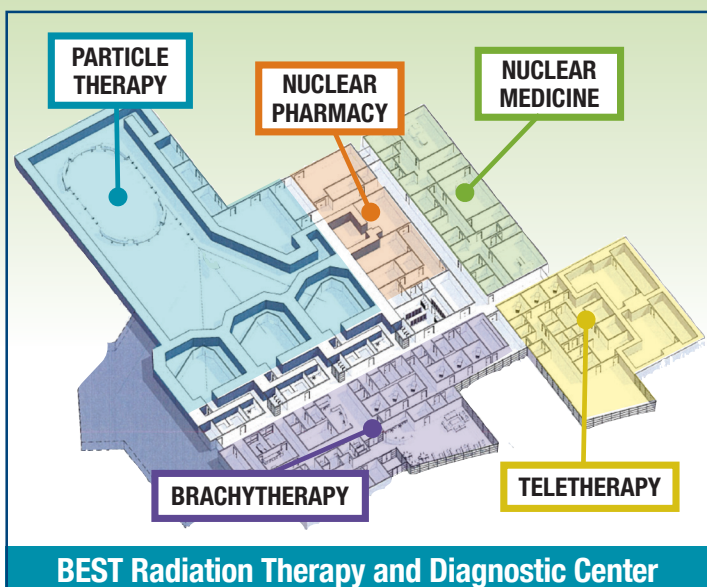 PARTICLE
THERAPY
NUCLEAR
PHARMACY
NUCLEAR
MEDICINE
BRACHYTHERAPY
TELETHERAPY
BEST Radiation Therapy and Diagnostic Center